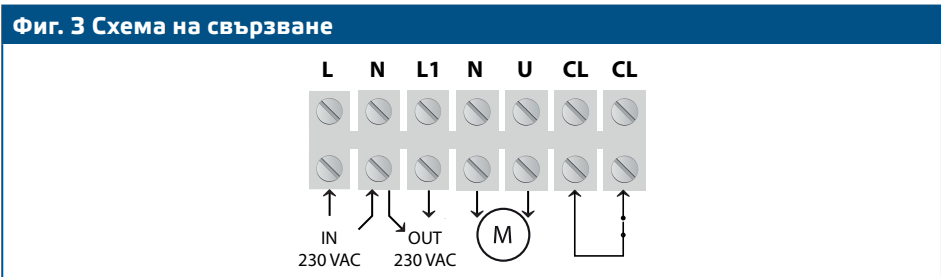 Фиг. 3 Схема на свързване
L N L1 N U CL CL
IN OUT M
230 VAC 230 VAC